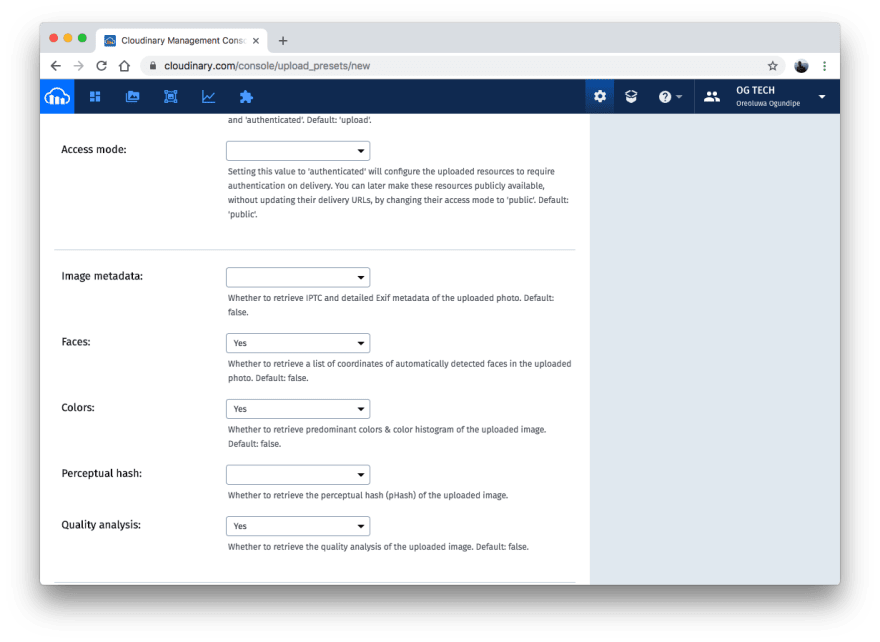 Cloudinary Management Conso
cloudinary.com/console/upload_presets/new
OG TECH
Oreoluwa Ogundipe
and 'authenticated'. Default: 'upload'.
Access mode:
Setting this value to 'authenticated' will configure the uploaded resources to require
authentication on delivery. You can later make these resources publicly available,
without updating their delivery URLs, by changing their access mode to 'public'. Default:
'public'.
Image metadata:
Whether to retrieve IPTC and detailed Exif metadata of the uploaded photo. Default:
false.
Faces:
Yes
Whether to retrieve a list of coordinates of automatically detected faces in the uploaded
photo. Default: false.
Colors:
Yes
Whether to retrieve predominant colors & color histogram of the uploaded image.
Default: false.
Perceptual hash:
Whether to retrieve the perceptual hash (pHash) of the uploaded image.
Quality analysis:
Yes
Whether to retrieve the quality analysis of the uploaded image. Default: false.